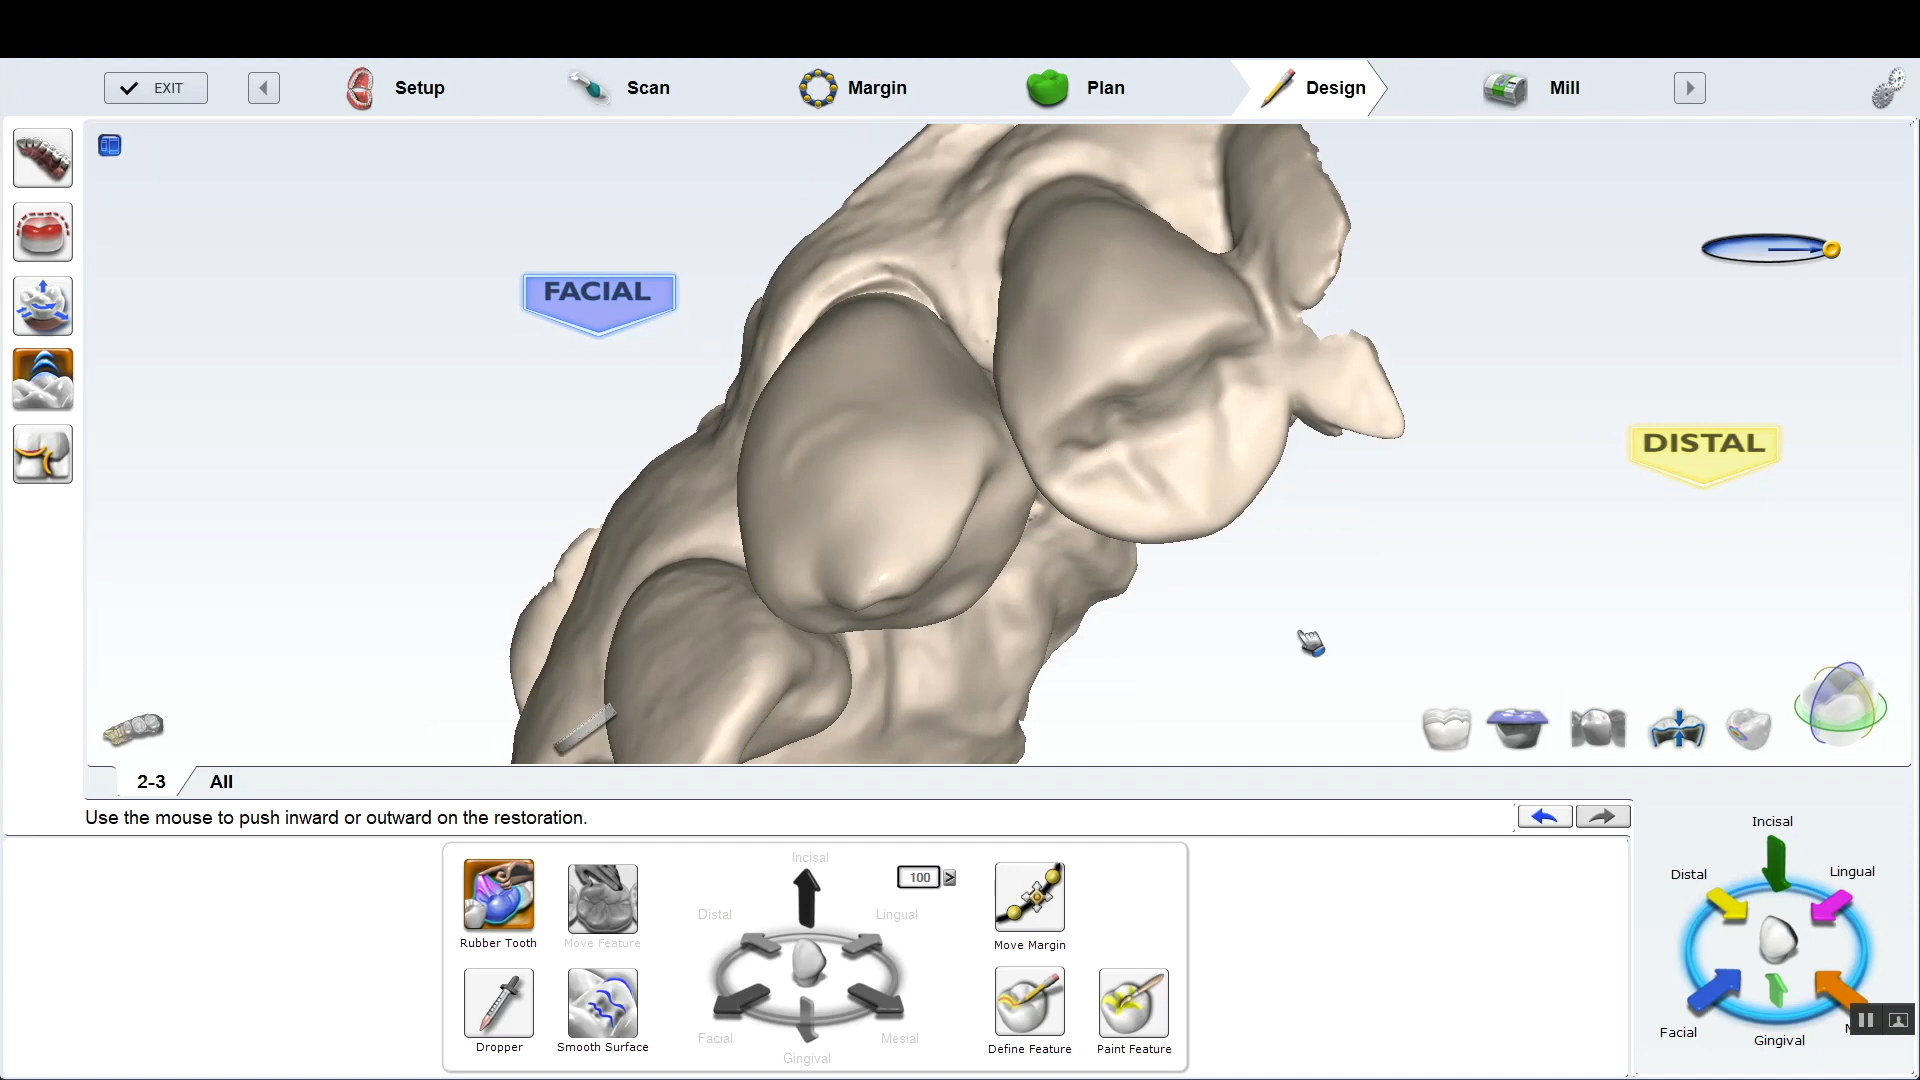 EXIT
Setup
Scan
Margin
Plan
Design
Mill
FACIAL
DISTAL
2-3
All
Use the mouse to push inward or outward on the restoration.
Rubber Tooth
Move Feature
Dropper
Smooth Surface
Incisal
Distal
Lingual
Facial
Mesial
Gingival
100
>
Move Margin
Define Feature
Paint Feature
Incisal
Distal
Lingual
Facial
Gingival